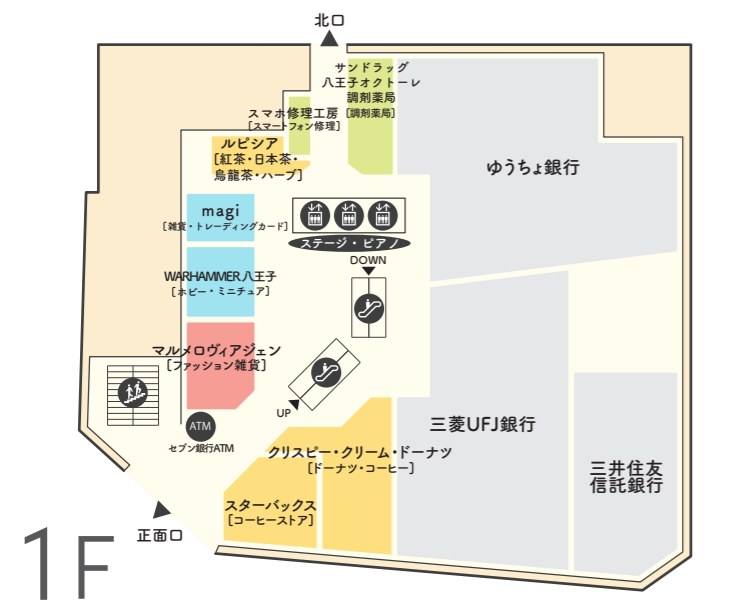 北口
サンドラッグ
八王子オクトーレ
調剤薬局
[調剤薬局]
スマホ修理工房
[スマートフォン修理]
ルピシア
[紅茶・日本茶・
烏龍茶・ハーブ]
ゆうちょ銀行
magi
[雑貨・トレーディングカード]
ステージ・ピアノ
DOWN
WARHAMMER 八王子
[ホビー・ミニチュア]
マルメロヴィアジェン
[ファッション雑貨]
UP
ATM
セブン銀行ATM
三菱UFJ銀行
クリスピー・クリーム・ドーナツ
[ドーナツ・コーヒー]
三井住友
信託銀行
スターバックス
[コーヒーストア]
正面口
1F